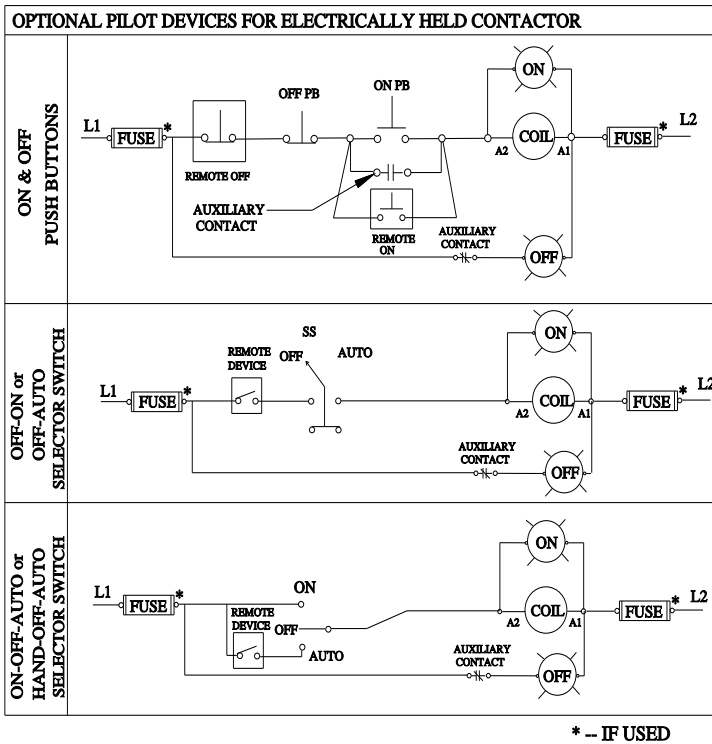 OPTIONAL PILOT DEVICES FOR ELECTRICALLY HELD CONTACTOR
ON & OFF
PUSH BUTTONS
L1
FUSE
*
REMOTE OFF
OFF PB
ON PB
AUXILIARY
CONTACT
REMOTE
ON
ON
COIL
A2
A1
AUXILIARY
CONTACT
OFF
FUSE
*
L2
OFF-ON or
OFF-AUTO
SELECTOR SWITCH
L1
FUSE
*
REMOTE
DEVICE
SS
OFF
AUTO
ON
COIL
A2
A1
AUXILIARY
CONTACT
OFF
FUSE
*
L2
ON-OFF-AUTO or
HAND-OFF-AUTO
SELECTOR SWITCH
L1
FUSE
*
ON
REMOTE
DEVICE
OFF
AUTO
ON
COIL
A2
A1
AUXILIARY
CONTACT
OFF
FUSE
*
L2
* -- IF USED